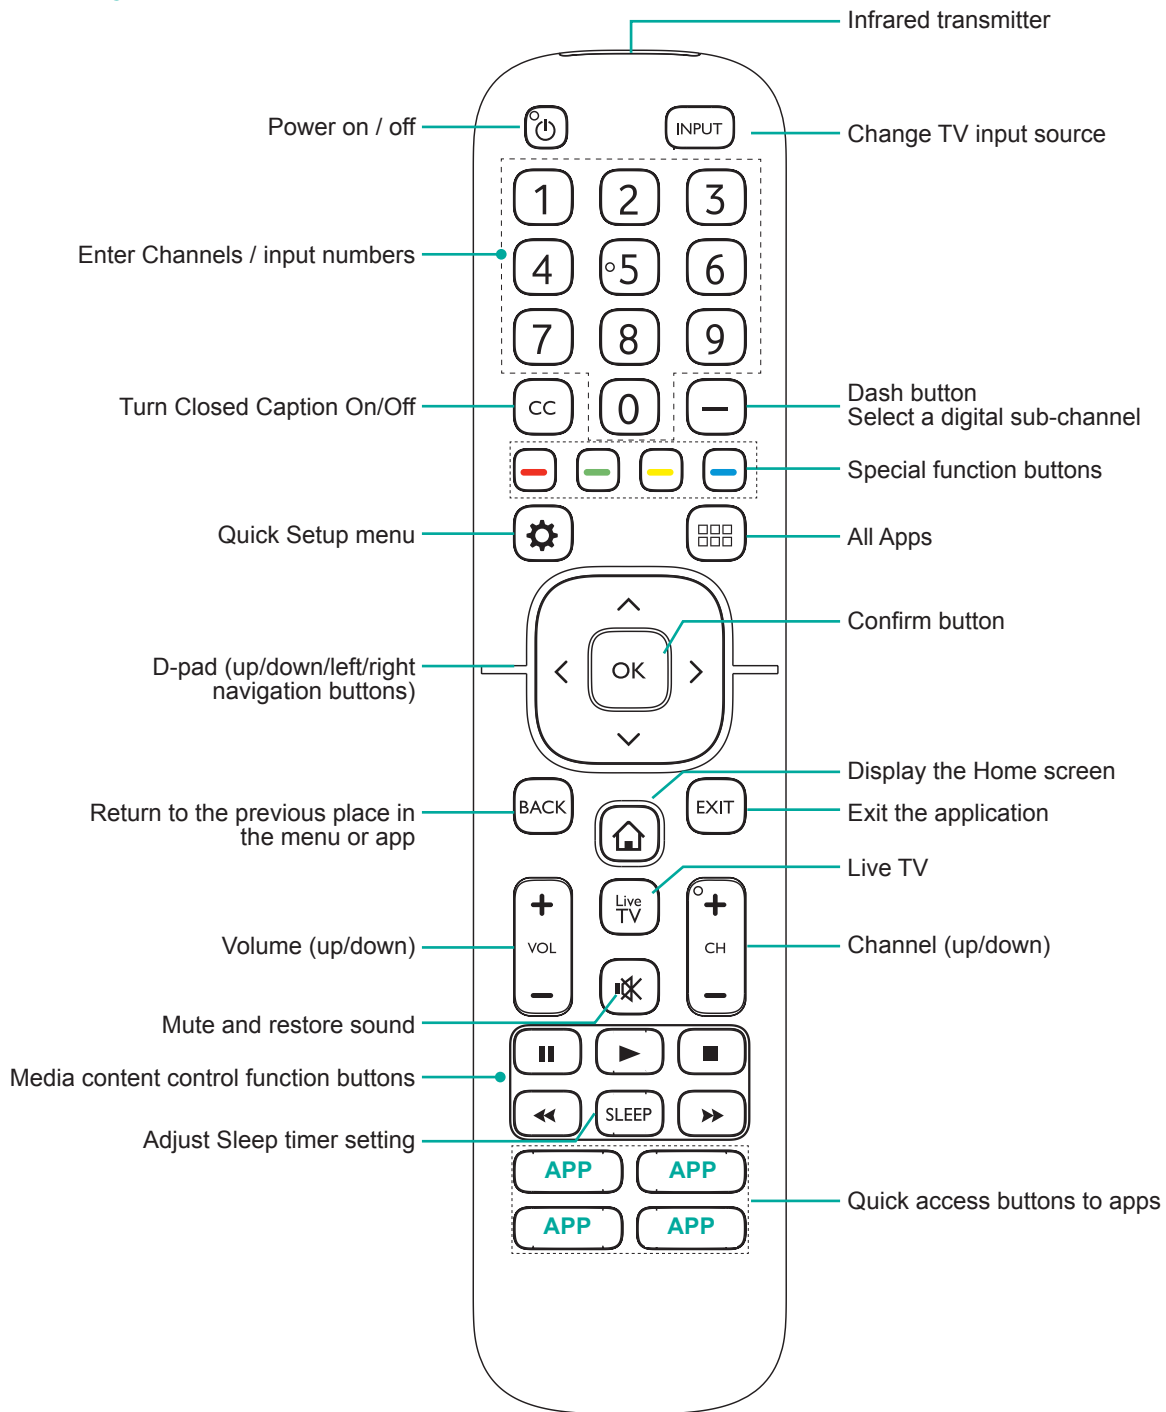 Infrared transmitter
Power on / off
INPUT
Change TV input source
1 2 3
Enter Channels / input numbers
4 5 6
7 8 9
Turn Closed Caption On/Off
CC
0
Dash button
Select a digital sub-channel
Special function buttons
Quick Setup menu
All Apps
Confirm button
D-pad (up/down/left/right
navigation buttons)
OK
Display the Home screen
Return to the previous place in
the menu or app
BACK
EXIT
Exit the application
Live TV
Live
TV
Volume (up/down)
+
VOL
−
+
CH
−
Channel (up/down)
Mute and restore sound
Media content control function buttons
SLEEP
Adjust Sleep timer setting
APP APP
APP APP
Quick access buttons to apps